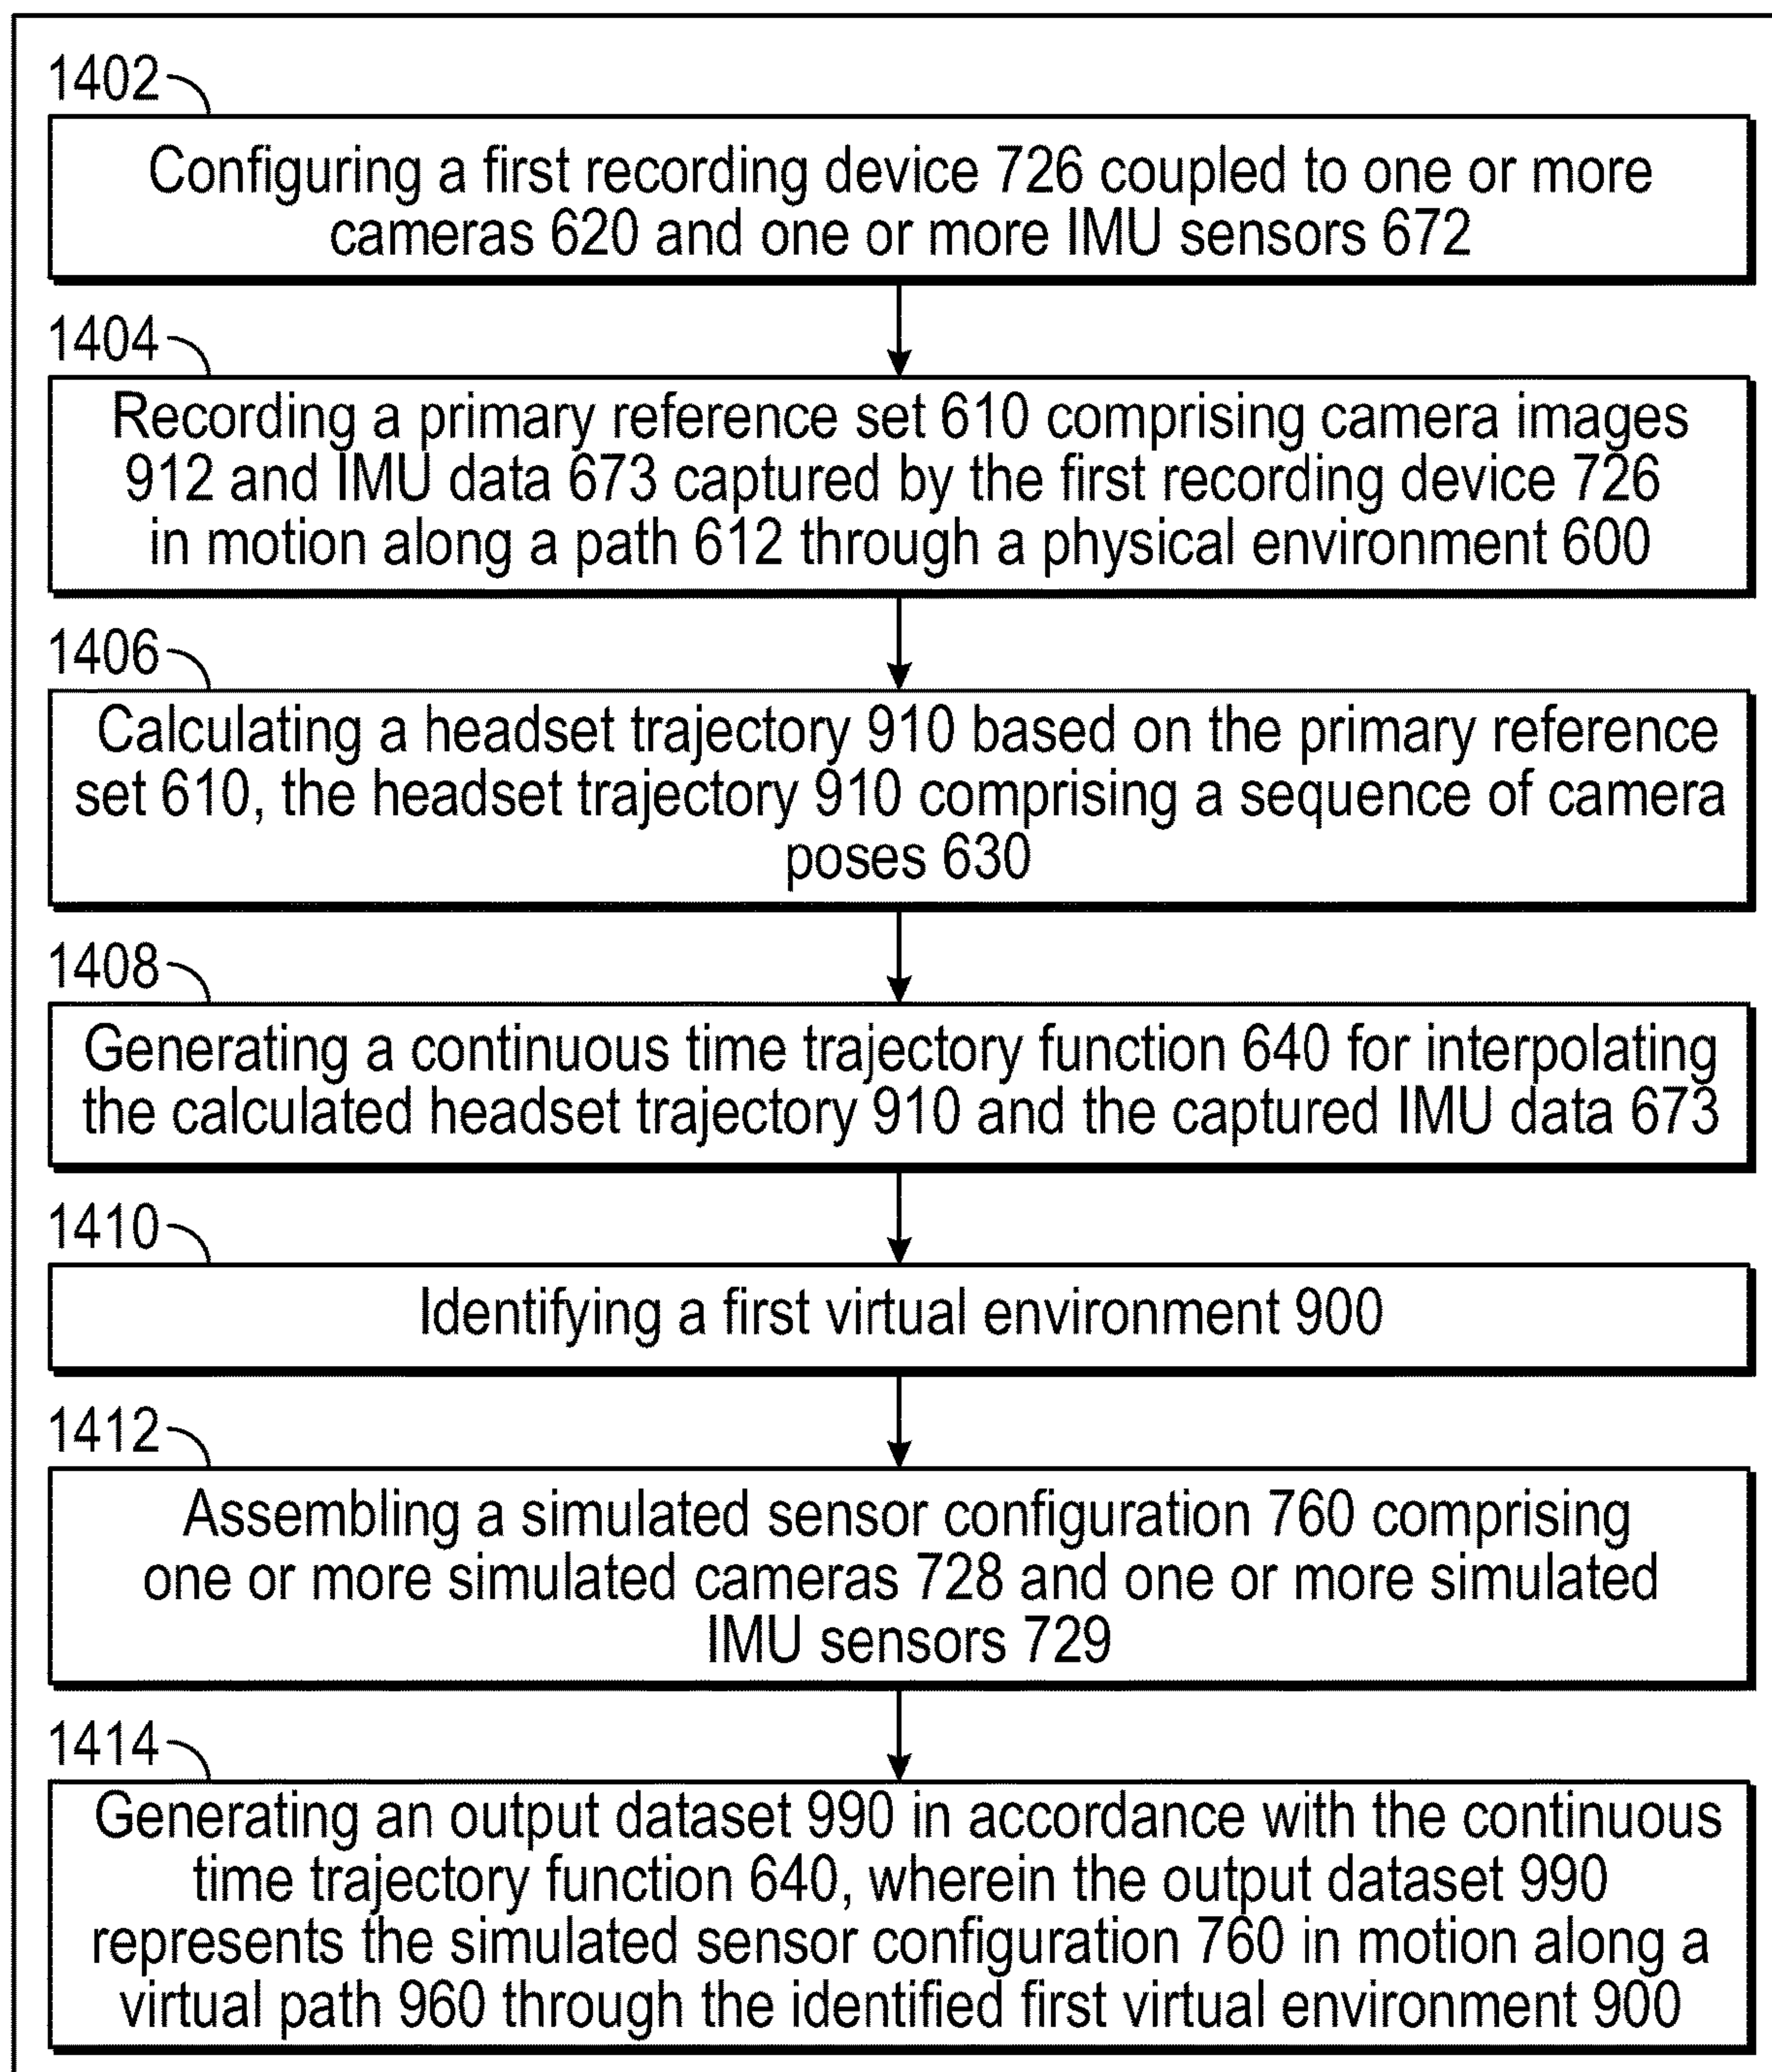 1402
Configuring a first recording device 726 coupled to one or more
cameras 620 and one or more IMU sensors 672
1404
Recording a primary reference set 610 comprising camera images
912 and IMU data 673 captured by the first recording device 726
in motion along a path 612 through a physical environment 600
1406
Calculating a headset trajectory 910 based on the primary reference
set 610, the headset trajectory 910 comprising a sequence of camera
poses 630
1408
Generating a continuous time trajectory function 640 for interpolating
the calculated headset trajectory 910 and the captured IMU data 673
1410
Identifying a first virtual environment 900
1412
Assembling a simulated sensor configuration 760 comprising
one or more simulated cameras 728 and one or more simulated
IMU sensors 729
1414
Generating an output dataset 990 in accordance with the continuous
time trajectory function 640, wherein the output dataset 990
represents the simulated sensor configuration 760 in motion along a
virtual path 960 through the identified first virtual environment 900